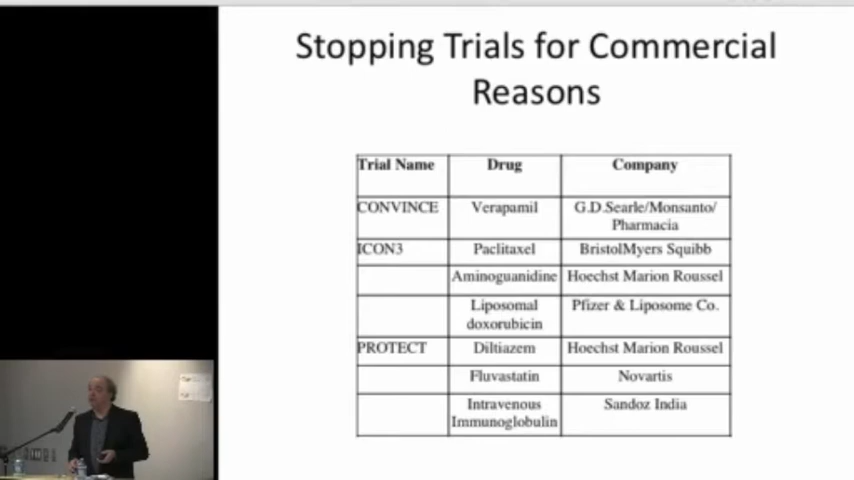 Stopping Trials for Commercial
Reasons
Trial Name Drug Company
CONVINCE Verapamil G.D.Searle/Monsanto/
Pharmacia
ICON3 Paclitaxel BristolMyers Squibb
Aminoguanidine Hoechst Marion Roussel
Liposomal Pfizer & Liposome Co.
doxorubicin
PROTECT Diltiazem Hoechst Marion Roussel
Fluvastatin Novartis
Intravenous Sandoz India
Immunoglobulin